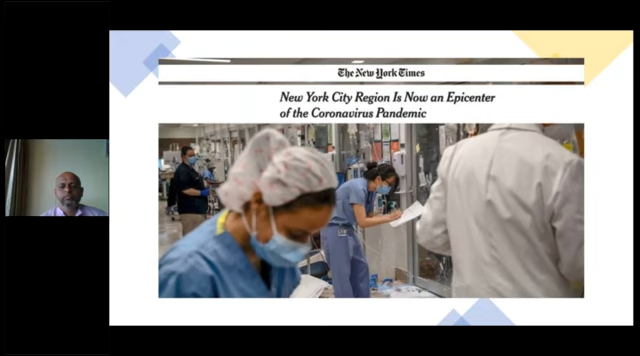 The New York Times
New York City Region Is Now an Epicenter
of the Coronavirus Pandemic